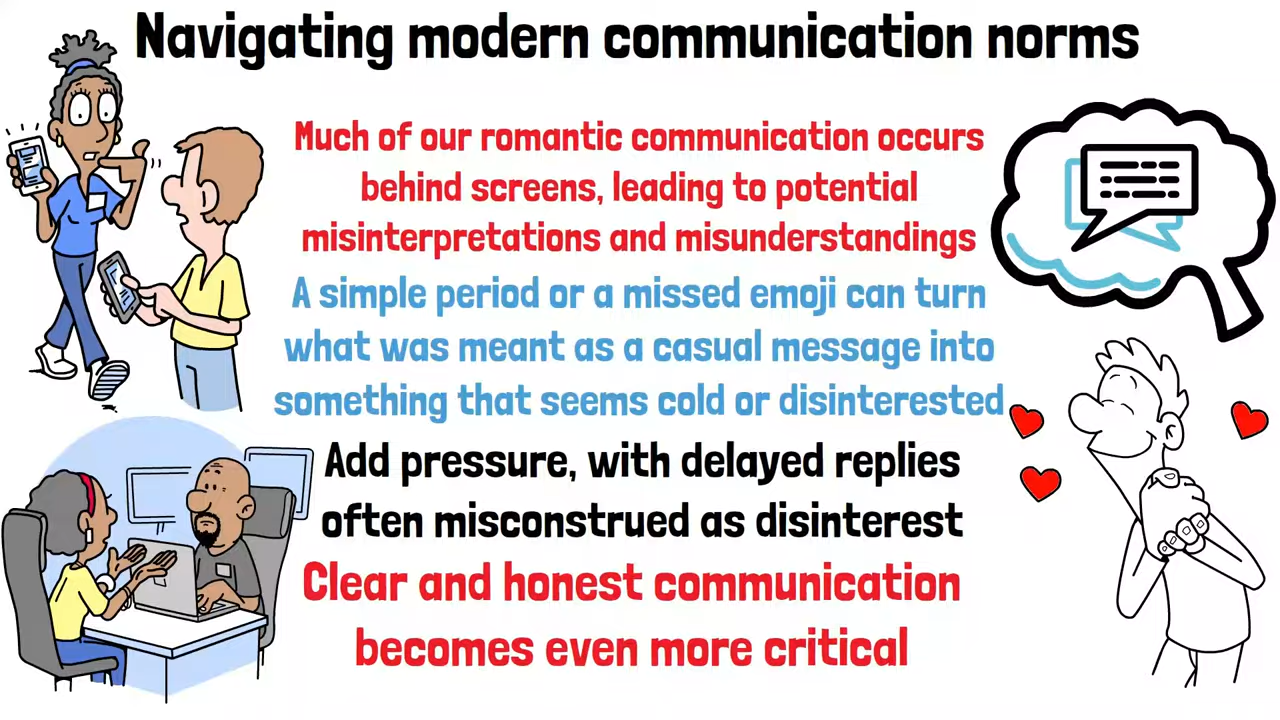 Navigating modern communication norms
Much of our romantic communication occurs
behind screens, leading to potential
misinterpretations and misunderstandings
A simple period or a missed emoji can turn
what was meant as a casual message into
something that seems cold or disinterested
Add pressure, with delayed replies
often misconstrued as disinterest
Clear and honest communication
becomes even more critical